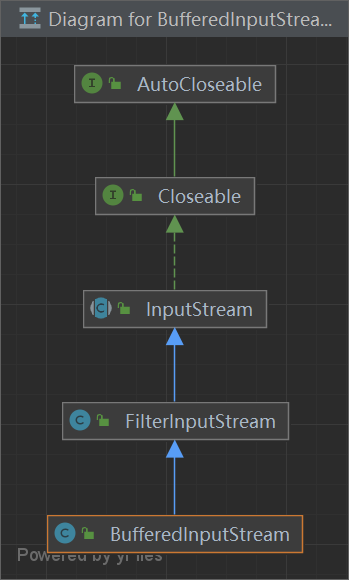 Diagram for BufferedInputStrea...
I AutoCloseable
I Closeable
C InputStream
C FilterInputStream
C BufferedInputStream
Powered by yFiles